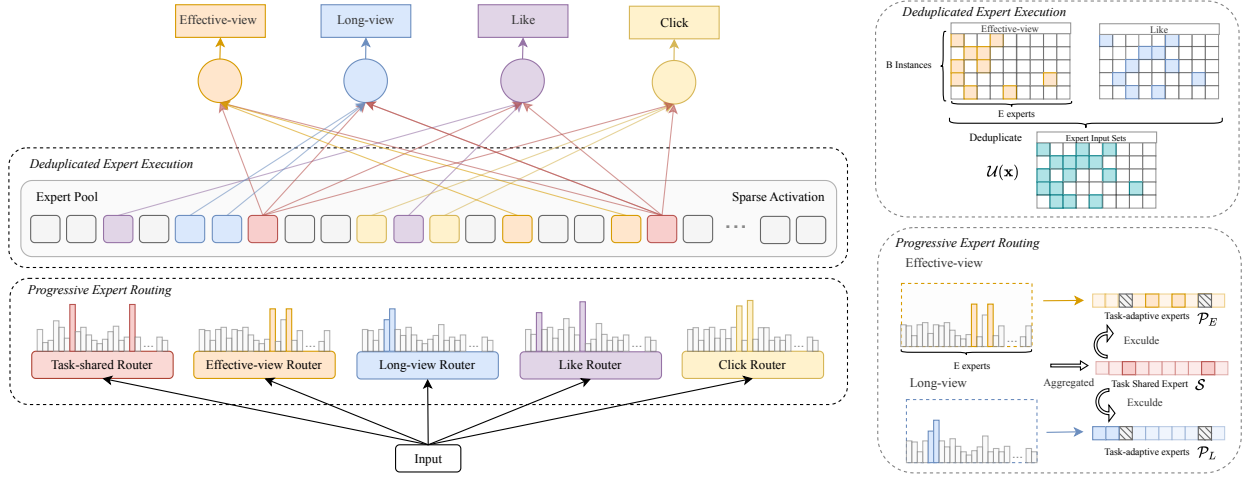 Effective-view
Long-view
Like
Click
Deduplicated Expert Execution
Expert Pool
Sparse Activation
...
Progressive Expert Routing
...
...
...
...
...
Task-shared Router
Effective-view Router
Long-view Router
Like Router
Click Router
Input
Deduplicated Expert Execution
Effective-view
Like
B Instances
E experts
Deduplicate
Expert Input Sets
𝒰(𝐱)
Progressive Expert Routing
Effective-view
...
E experts
Task-adaptive experts
𝒫_E
Exculde
Aggregated
Task Shared Expert
𝒮
Exculde
Long-view
...
Task-adaptive experts
𝒫_L